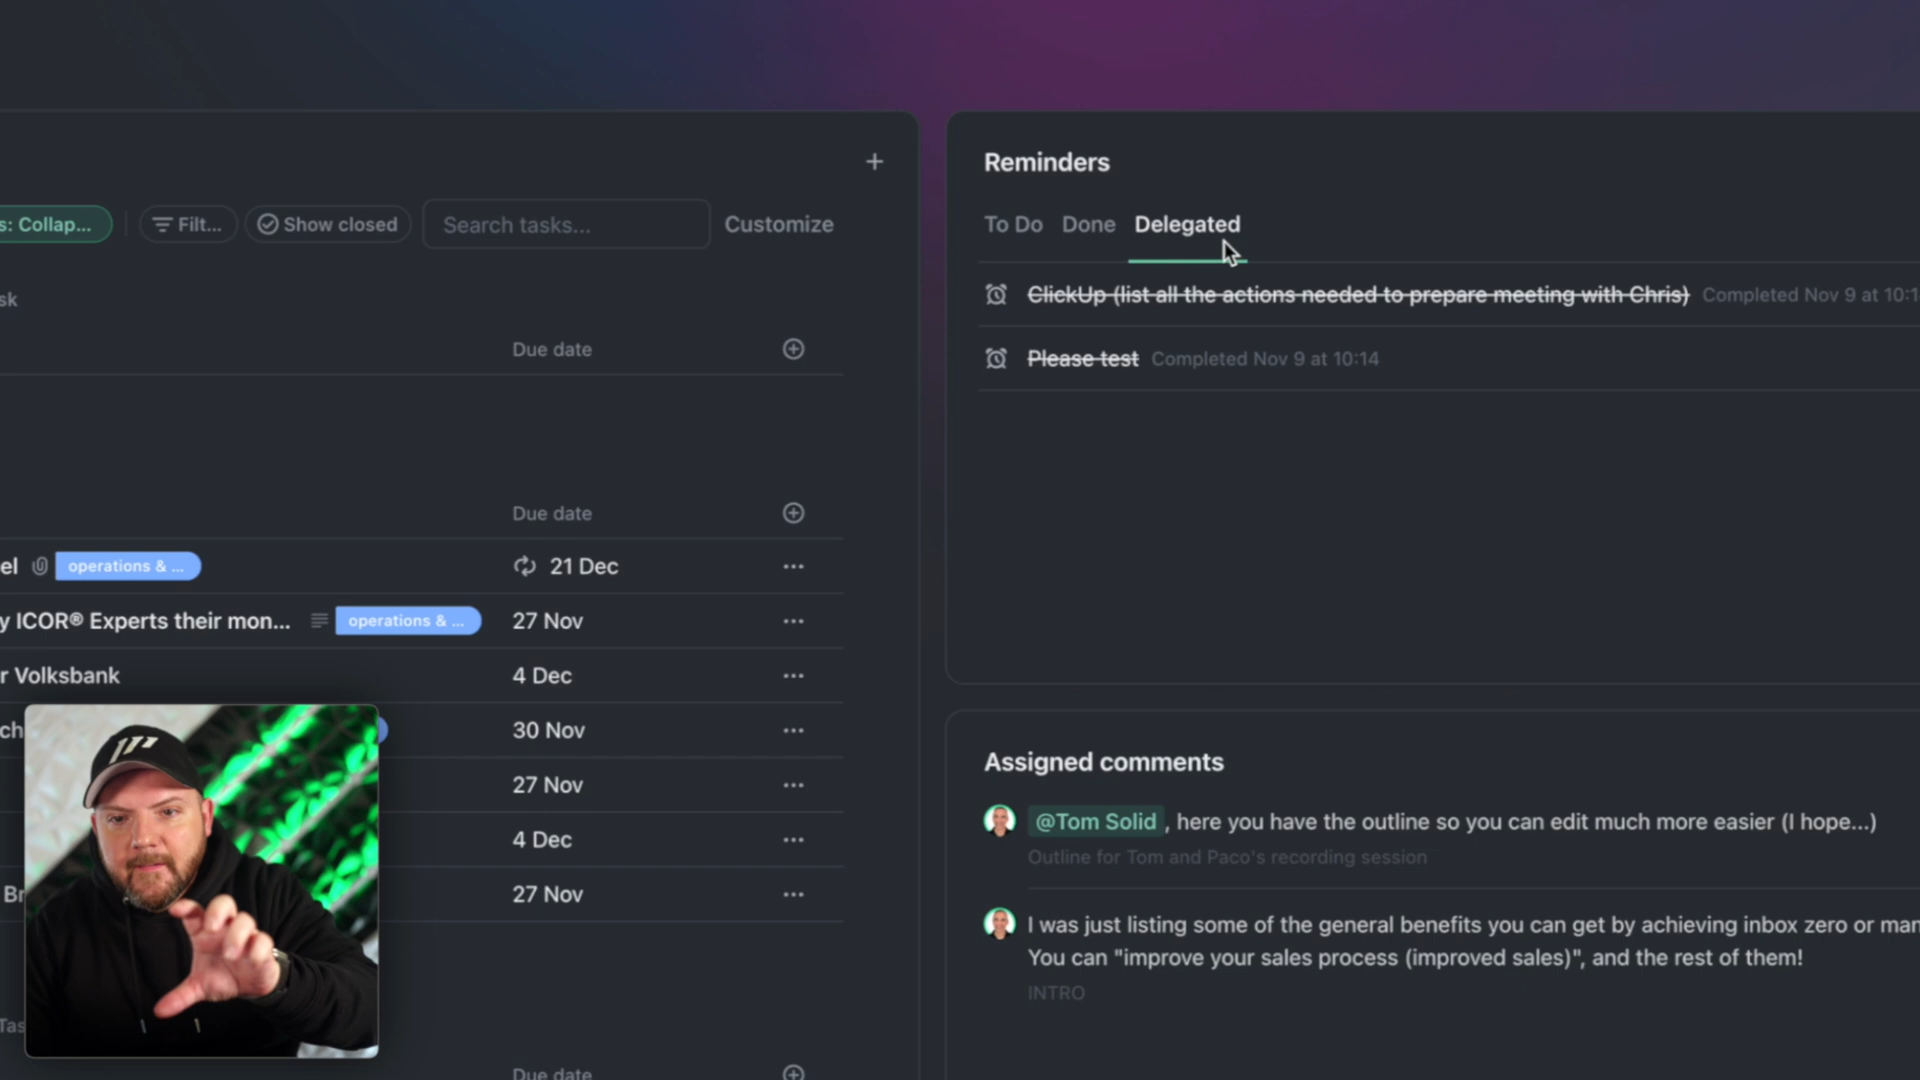 s: Collap...
Filt...
Show closed
Search tasks...
Customize
sk
Due date
Due date
el operations & ... 21 Dec
y ICOR® Experts their mon... operations & ... 27 Nov
r Volksbank 4 Dec
ch 30 Nov
27 Nov
4 Dec
Br 27 Nov
Tas
Due date
Reminders
To Do Done Delegated
ClickUp (list all the actions needed to prepare meeting with Chris) Completed Nov 9 at 10:1
Please test Completed Nov 9 at 10:14
Assigned comments
@Tom Solid, here you have the outline so you can edit much more easier (I hope...)
Outline for Tom and Paco's recording session
I was just listing some of the general benefits you can get by achieving inbox zero or man
You can "improve your sales process (improved sales)", and the rest of them!
INTRO